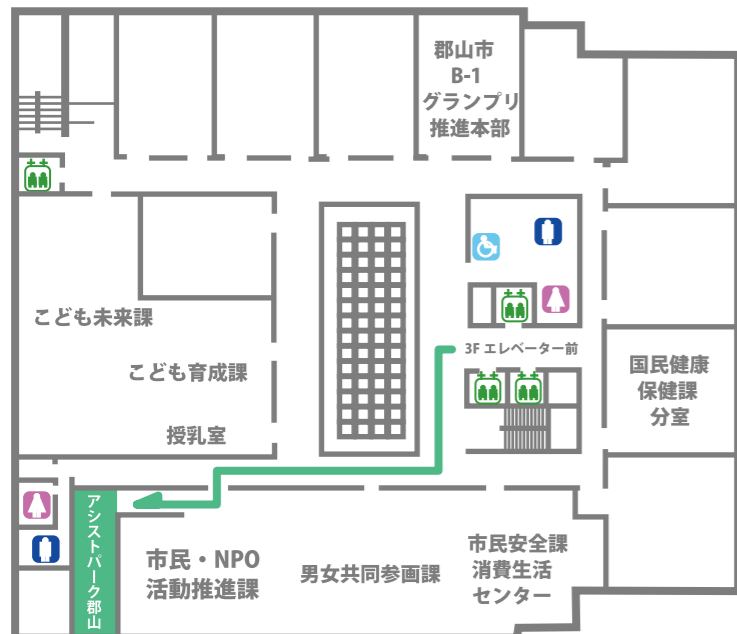 郡山市
B-1
グランプリ
推進本部
こども未来課
こども育成課
授乳室
3F エレベーター前
国民健康
保健課
分室
アシストパーク郡山
市民・NPO
活動推進課
男女共同参画課
市民安全課
消費生活
センター